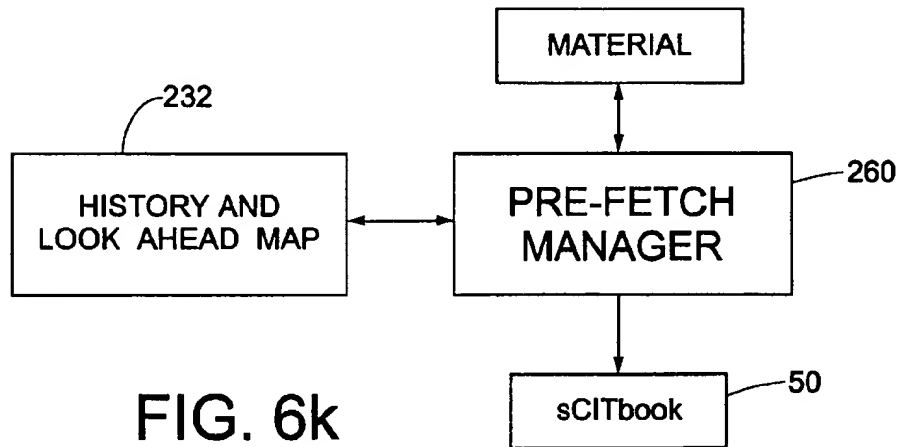 MATERIAL
232
HISTORY AND
LOOK AHEAD MAP
PRE-FETCH
MANAGER
260
sCITbook
50
FIG. 6k